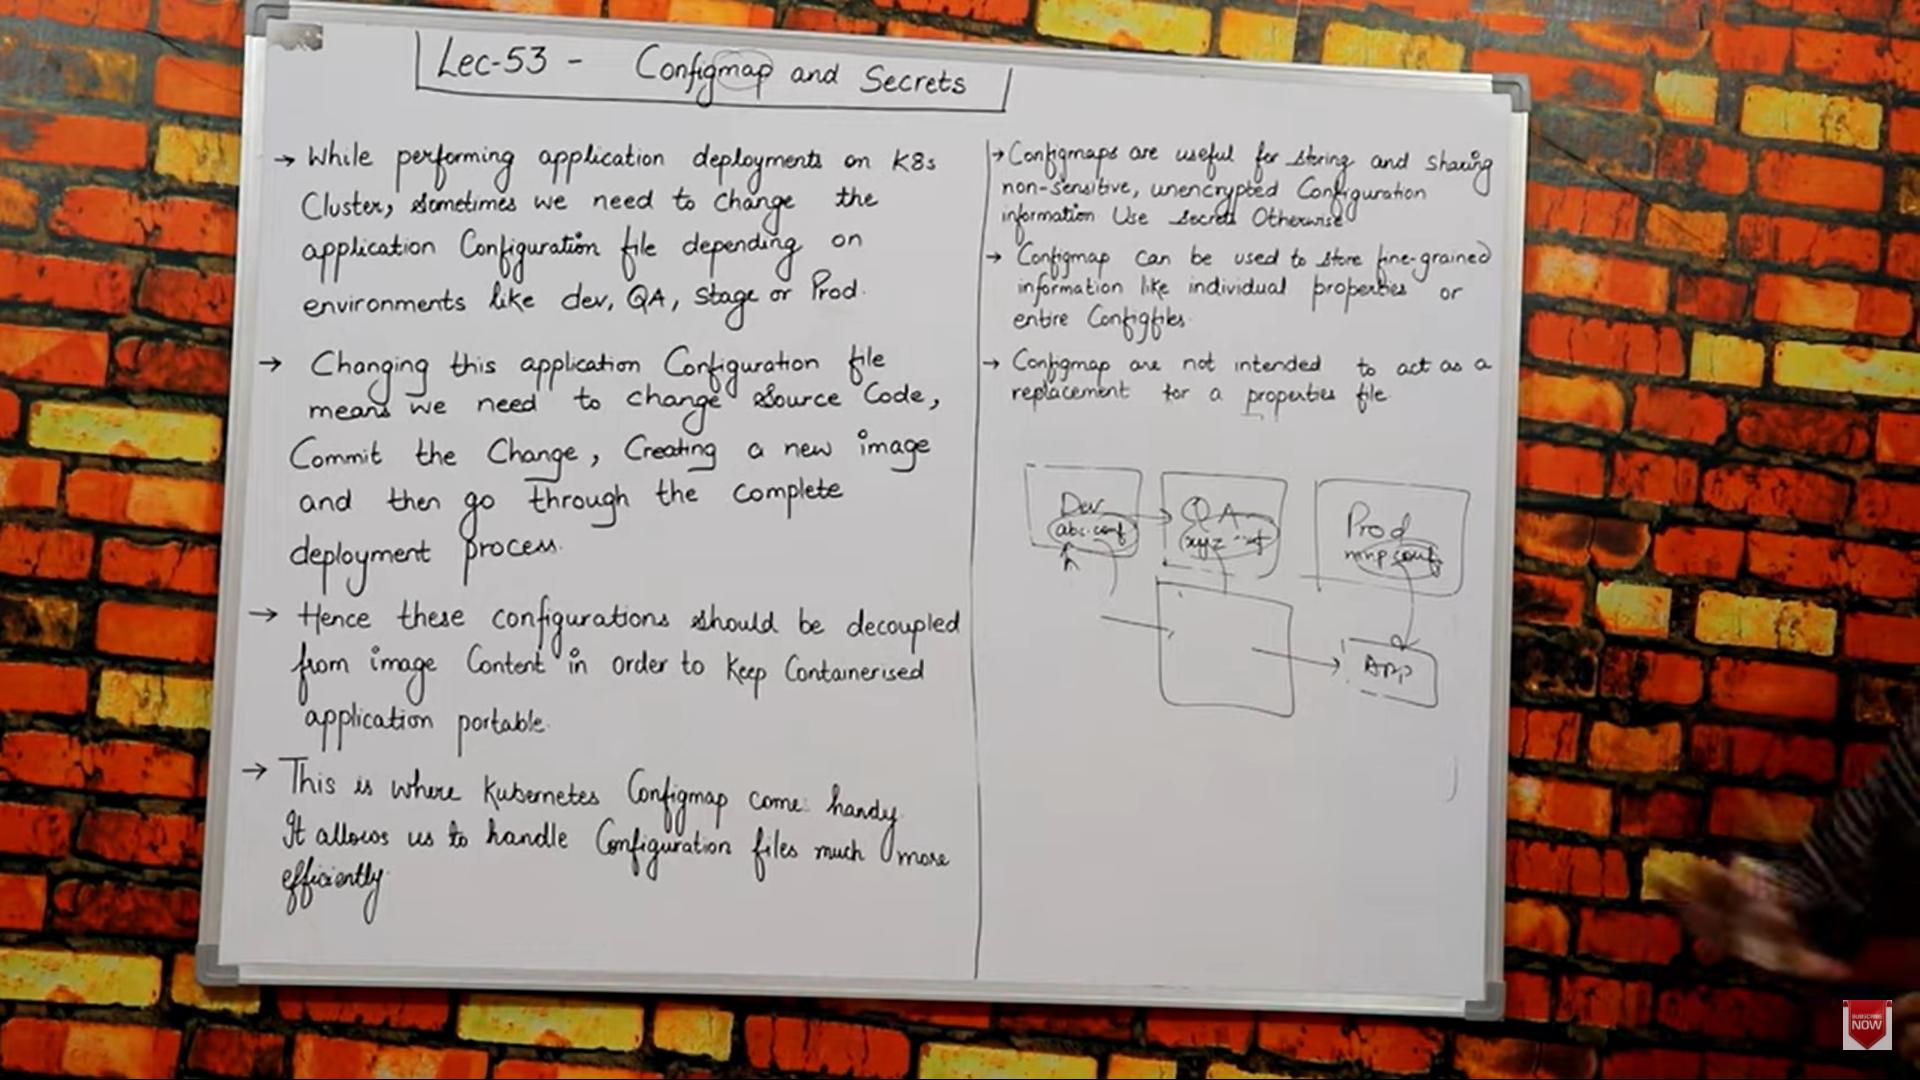 Lec-53 - Configmap and Secrets
→ While performing application deployments on K8s
Cluster, sometimes we need to change the
application Configuration file depending on
environments like dev, QA, Stage or Prod.
→ Changing this application Configuration file
means we need to change Source Code,
Commit the Change, Creating a new image
and then go through the complete
deployment process.
→ Hence these configurations should be decoupled
from image Content in order to keep Containerised
application portable.
→ This is where Kubernetes Configmap come handy.
It allows us to handle Configuration files much more
efficiently.
→ Configmaps are useful for storing and sharing
non-sensitive, unencrypted Configuration
information Use secrets Otherwise
→ Configmap can be used to store fine-grained
information like individual properties or
entire Configfiles.
→ Configmap are not intended to act as a
replacement for a properties file.
Dev
abc.conf
QA
xyz
Prod
mnp conf
App
SUBSCRIBE
NOW